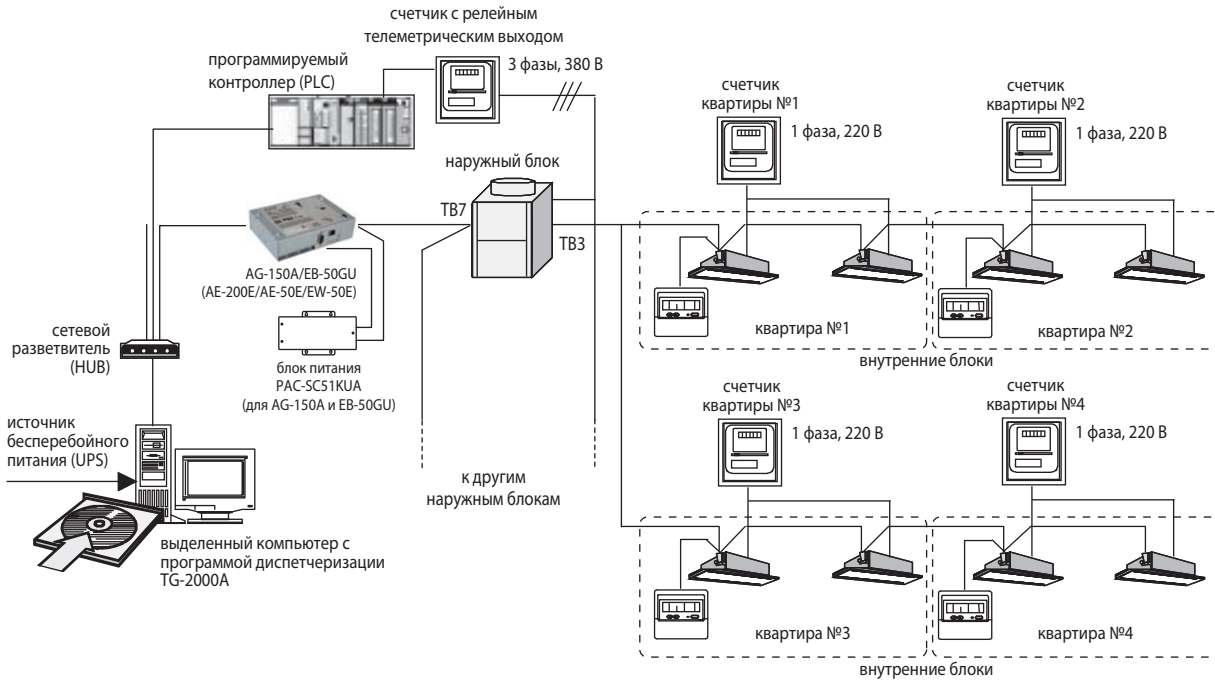 счетчик с релейным
телеметрическим выходом
программируемый
контроллер (PLC)
3 фазы, 380 В
счетчик
квартиры №1
1 фаза, 220 В
счетчик
квартиры №2
1 фаза, 220 В
наружный блок
TB7
TB3
AG-150A/EB-50GU
(AE-200E/AE-50E/EW-50E)
сетевой
разветвитель
(HUB)
блок питания
PAC-SC51KUA
(для AG-150A и EB-50GU)
квартира №1
квартира №2
внутренние блоки
источник
бесперебойного
питания (UPS)
к другим
наружным блокам
выделенный компьютер с
программой диспетчеризации
TG-2000A
счетчик
квартиры №3
1 фаза, 220 В
счетчик
квартиры №4
1 фаза, 220 В
квартира №3
квартира №4
внутренние блоки